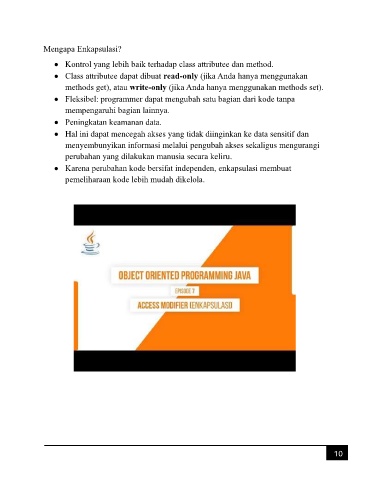 Mengapa Enkapsulasi?
• Kontrol yang lebih baik terhadap class attributee dan method.
• Class attributee dapat dibuat read-only (jika Anda hanya menggunakan
methods get), atau write-only (jika Anda hanya menggunakan methods set).
• Fleksibel: programmer dapat mengubah satu bagian dari kode tanpa
mempengaruhi bagian lainnya.
• Peningkatan keamanan data.
• Hal ini dapat mencegah akses yang tidak diinginkan ke data sensitif dan
menyembunyikan informasi melalui pengubah akses sekaligus mengurangi
perubahan yang dilakukan manusia secara keliru.
• Karena perubahan kode bersifat independen, enkapsulasi membuat
pemeliharaan kode lebih mudah dikelola.
OBJECT ORIENTED PROGRAMMING JAVA
EPISODE 7
ACCESS MODIFIER (ENKAPSULASI)
10